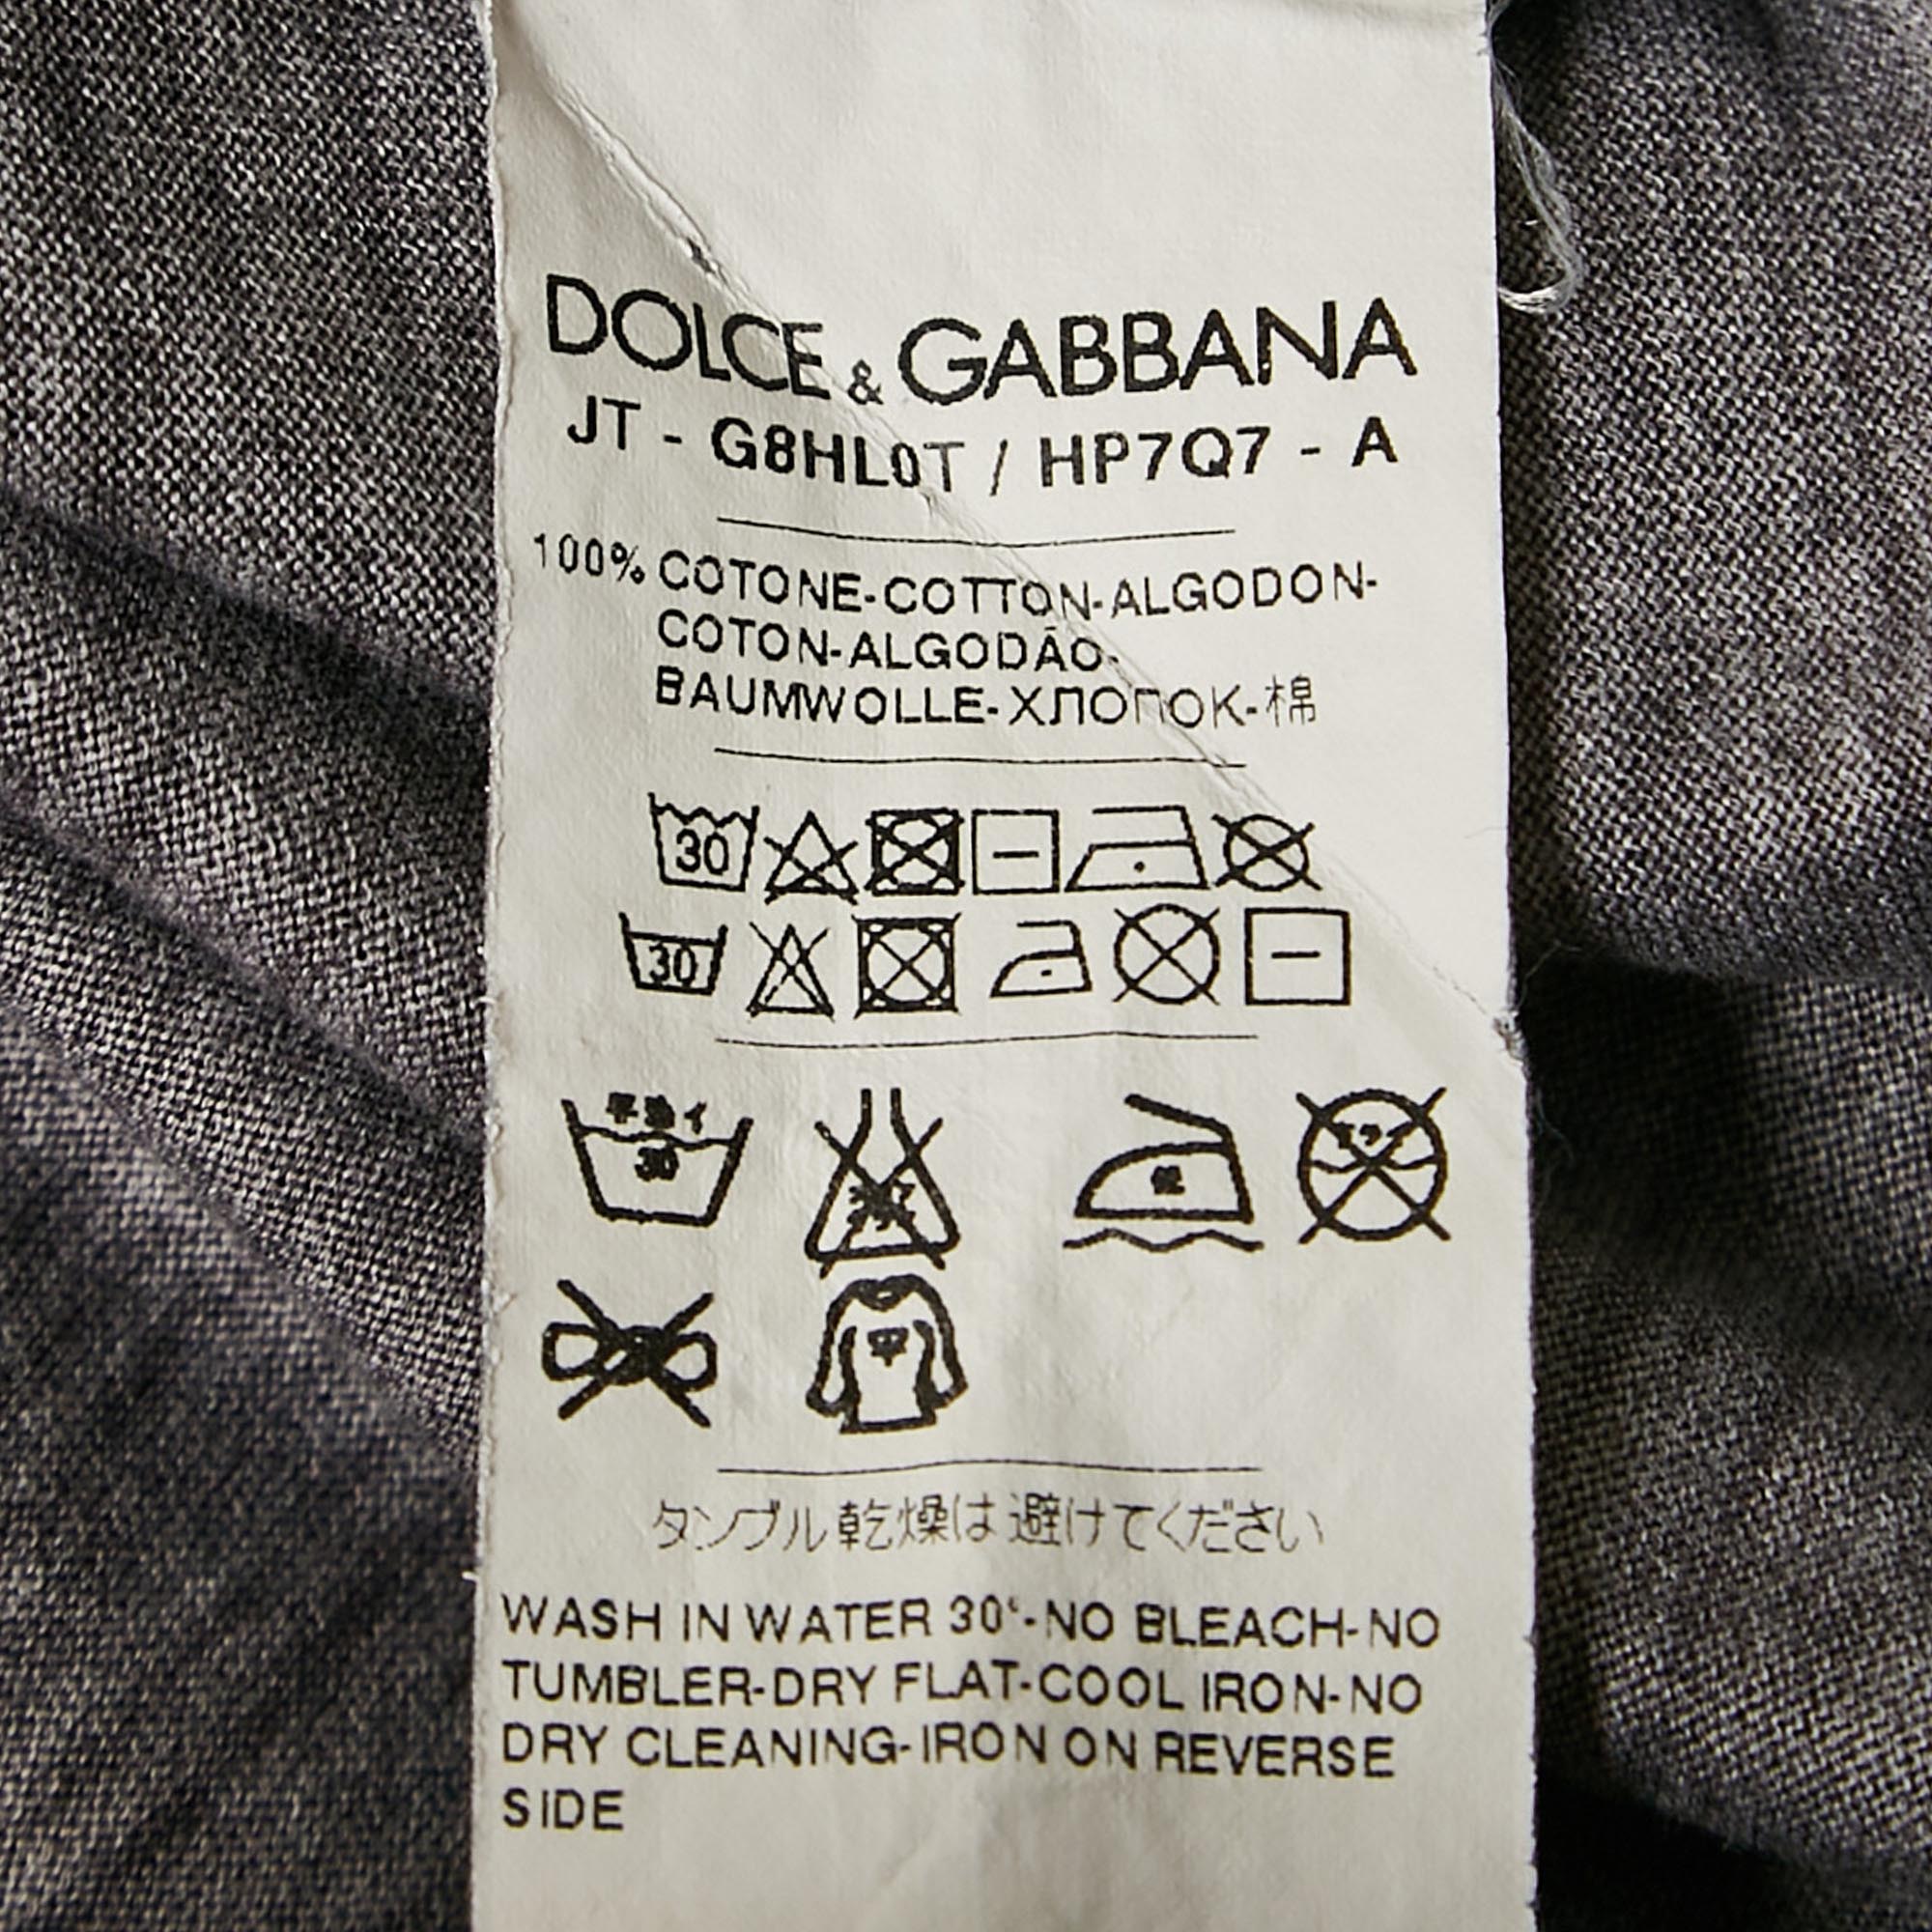 DOLCE & GABBANA
JT - G8HL0T / HP7Q7 - A
100% COTONE-COTTON-ALGODON-
COTON-ALGODÃO-
BAUMWOLLE-ХЛОПОК-棉
30
30
30
タンブル乾燥は避けてください
WASH IN WATER 30°-NO BLEACH-NO
TUMBLER-DRY FLAT-COOL IRON-NO
DRY CLEANING-IRON ON REVERSE
SIDE